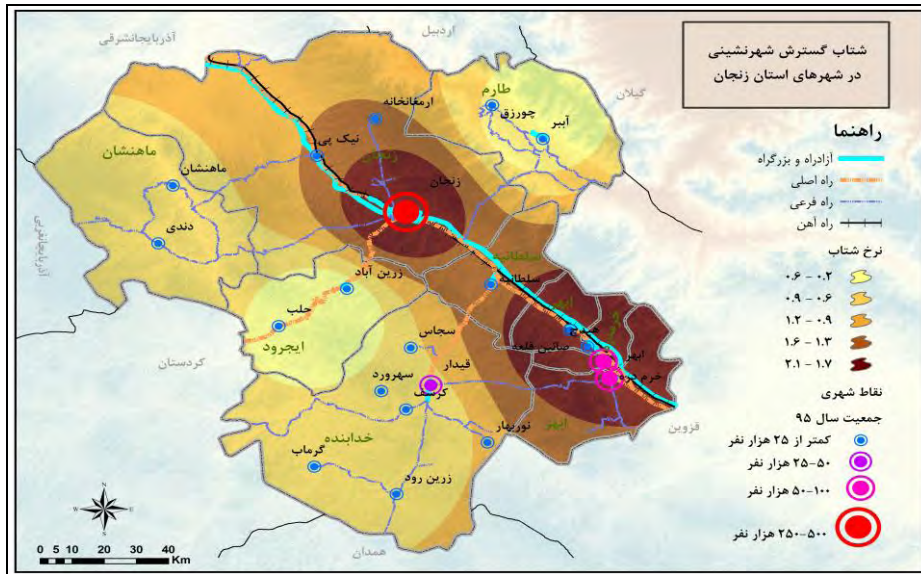 شتاب گسترش شهرنشینی
در شهرهای استان زنجان
راهنما
آزادراه و بزرگراه
راه اصلی
راه فرعی
راه آهن
نرخ شتاب
۰.۶ - ۰.۲
۰.۹ - ۰.۶
۱.۲ - ۰.۹
۱.۶ - ۱.۳
۲.۱ - ۱.۷
نقاط شهری
جمعیت سال ۹۵
کمتر از ۲۵ هزار نفر
۲۵-۵۰ هزار نفر
۵۰-۱۰۰ هزار نفر
۲۵۰-۵۰۰ هزار نفر
آذربایجانشرقی
اردبیل
گیلان
طارم
چورزق
آببر
ارمغانخانه
نیک پی
زنجان
زنجان
ماهنشان
ماهنشان
دندی
آذربایجانغربی
سلطانیه
سلطانیه
زرین آباد
حلب
ایجرود
سجاس
قیدار
سهرورد
کرسف
نوربهار
خدابنده
گرماب
زرین رود
ابهر
صائین قلعه
ابهر
ابهر
کردستان
قزوین
همدان
N
W
E
S
0 5 10 20 30 40
Km